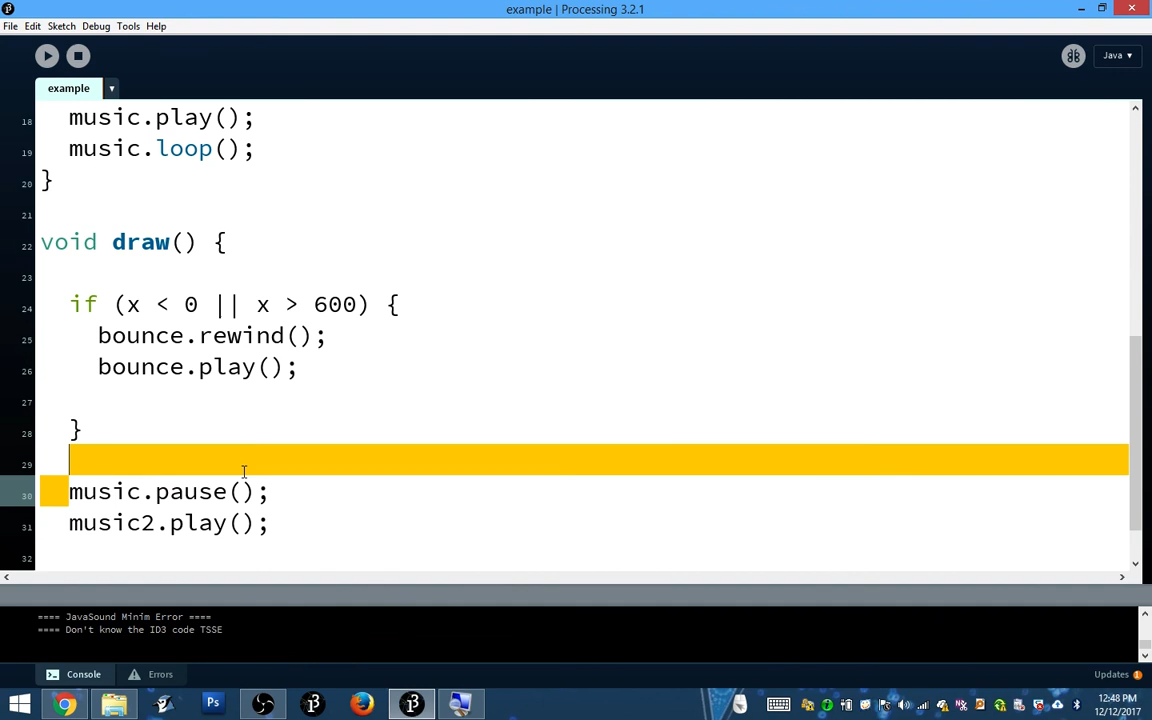 example | Processing 3.2.1
File Edit Sketch Debug Tools Help
Java ▾
example ▾
18 music.play();
19 music.loop();
20 }
21
22 void draw() {
23
24 if (x < 0 || x > 600) {
25 bounce.rewind();
26 bounce.play();
27
28 }
29
30 music.pause();
31 music2.play();
32
==== JavaSound Minim Error ====
==== Don't know the ID3 code TSSE
Console Errors Updates 1
Ps 12:48 PM
12/12/2017